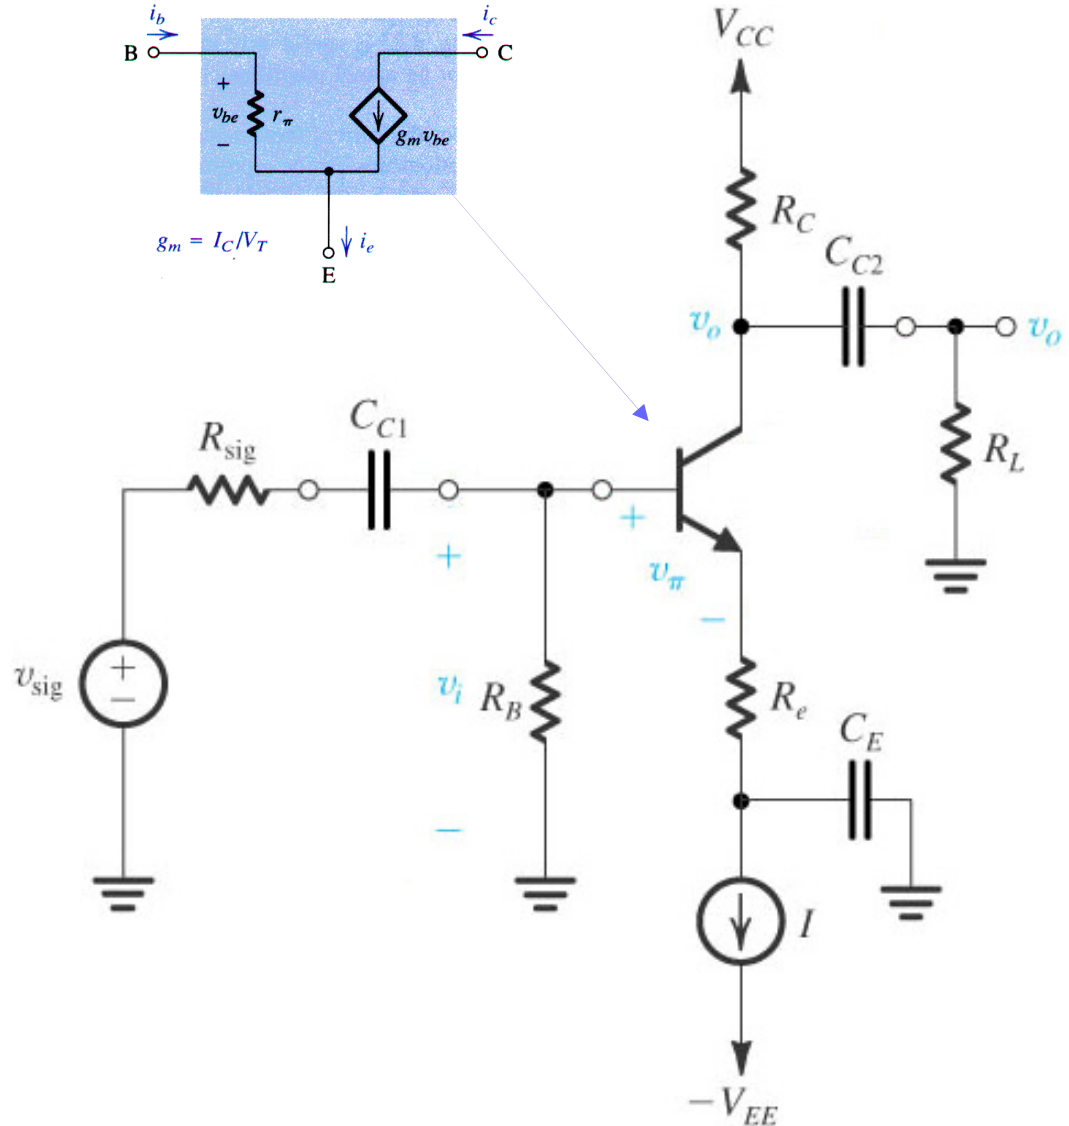 i_b
i_c
B
C
+
v_be
r_π
−
g_m v_be
g_m = I_C/V_T
i_e
E
V_CC
R_C
C_C2
v_o
v_O
R_L
C_C1
R_sig
+
+
v_π
−
v_sig
+
−
v_i
R_B
−
R_e
C_E
I
−V_EE